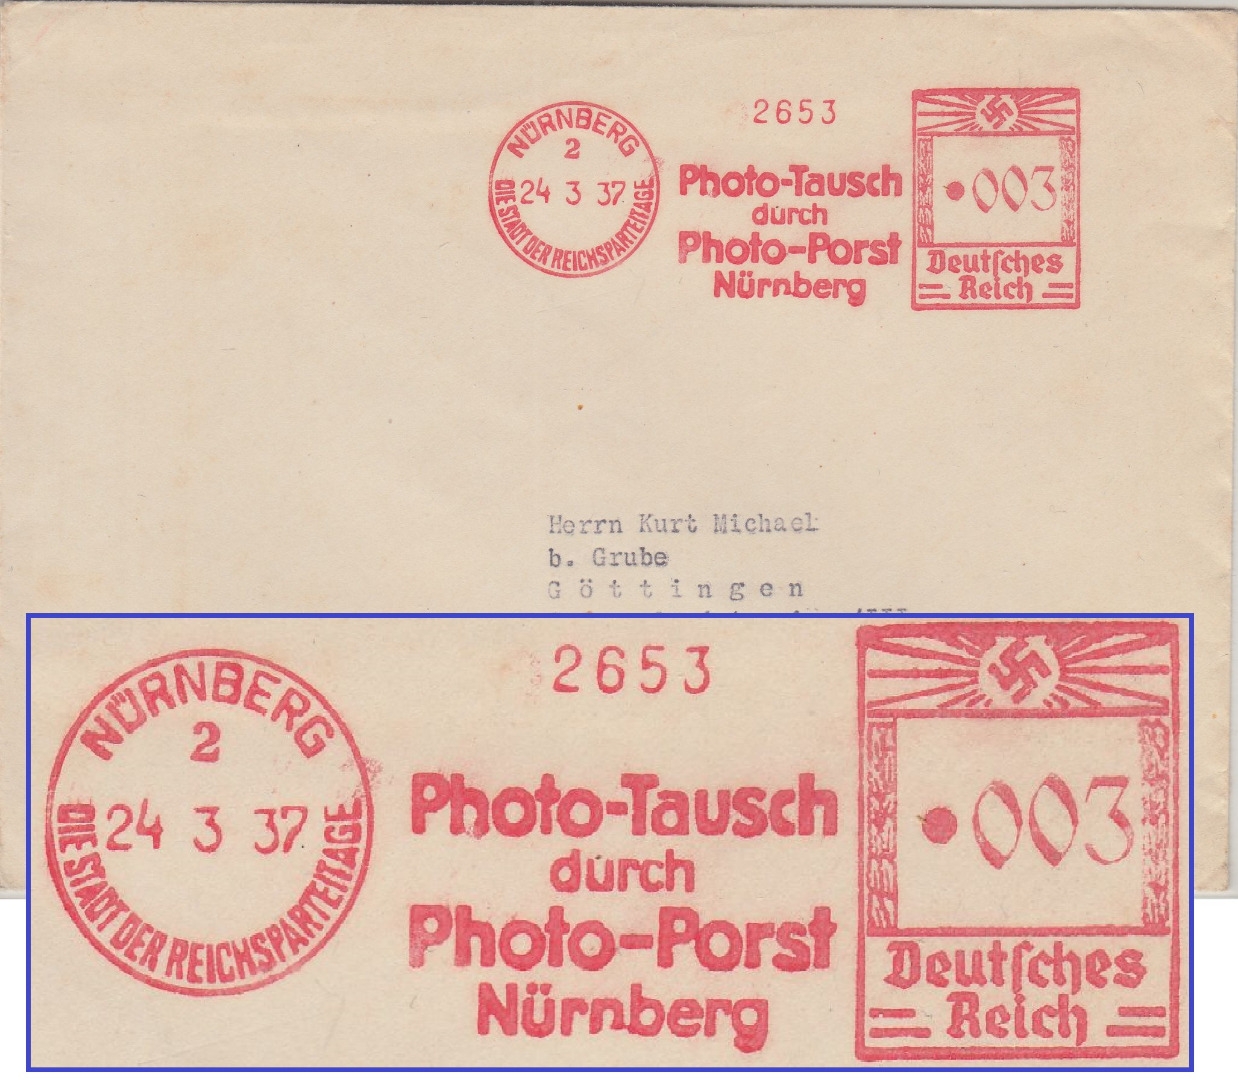 2653
NÜRNBERG
2
24 3 37
DIE STADT DER REICHSPARTEITAGE
Photo-Tausch
durch
Photo-Porst
Nürnberg
003
Deutsches
Reich
Herrn Kurt Michael
b. Grube
Göttingen
2653
NÜRNBERG
2
24 3 37
DIE STADT DER REICHSPARTEITAGE
Photo-Tausch
durch
Photo-Porst
Nürnberg
003
Deutsches
Reich